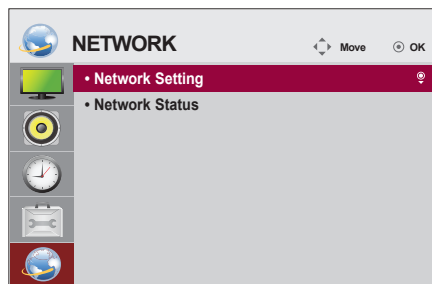 NETWORK
Move
OK
• Network Setting
• Network Status